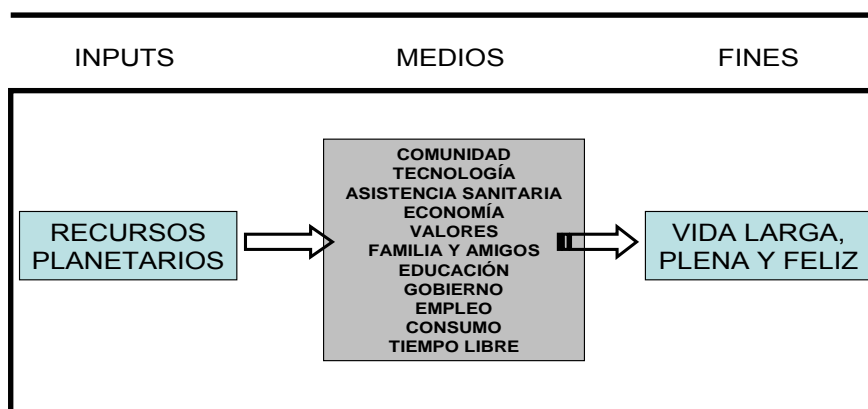 INPUTS MEDIOS FINES
RECURSOS
PLANETARIOS
COMUNIDAD
TECNOLOGÍA
ASISTENCIA SANITARIA
ECONOMÍA
VALORES
FAMILIA Y AMIGOS
EDUCACIÓN
GOBIERNO
EMPLEO
CONSUMO
TIEMPO LIBRE
VIDA LARGA,
PLENA Y FELIZ